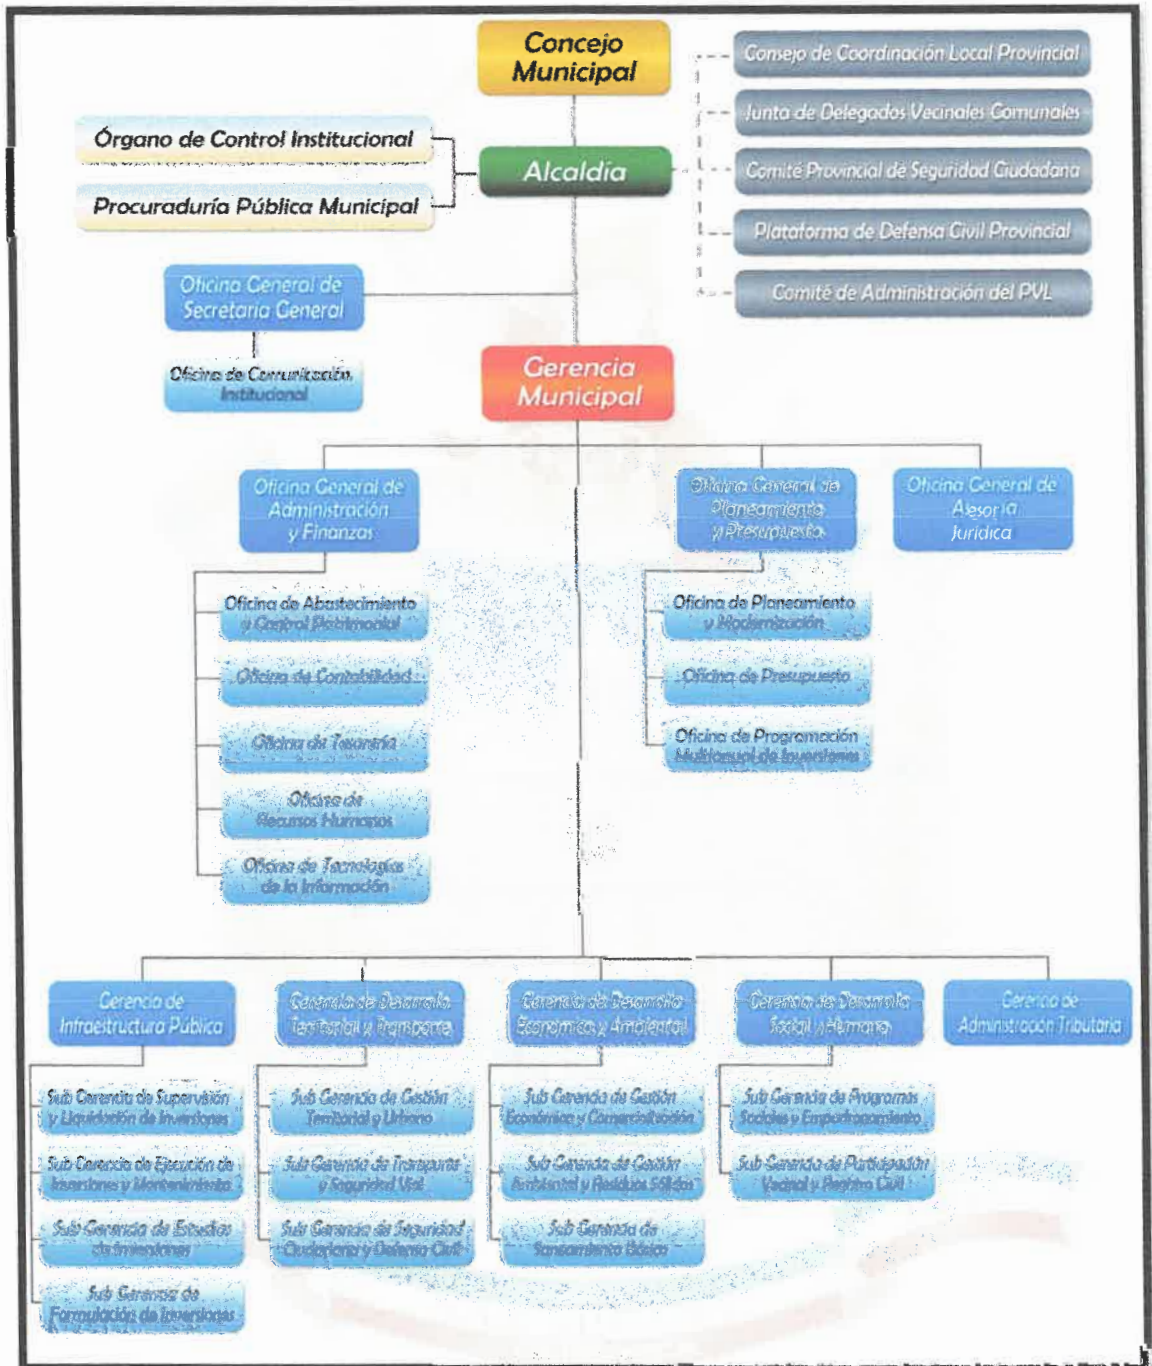 Concejo
Municipal
Consejo de Coordinación Local Provincial
Junta de Delegados Vecinales Comunales
Órgano de Control Institucional
Alcaldía
Comité Provincial de Seguridad Ciudadana
Procuraduría Pública Municipal
Plataforma de Defensa Civil Provincial
Oficina General de
Secretaria General
Comité de Administración del PVL
Oficina de Comunicación
Institucional
Gerencia
Municipal
Oficina General de
Administración
y Finanzas
Oficina General de
Planeamiento
y Presupuesto
Oficina General de
Asesoría
Jurídica
Oficina de Abastecimiento
y Control Patrimonial
Oficina de Contabilidad
Oficina de Tesorería
Oficina de
Recursos Humanos
Oficina de Tecnologías
de la Información
Oficina de Planeamiento
y Modernización
Oficina de Presupuesto
Oficina de Programación
Multianual de Inversiones
Gerencia de
Infraestructura Pública
Sub Gerencia de Supervisión
y Liquidación de Inversiones
Sub Gerencia de Ejecución de
Inversiones y Mantenimiento
Sub Gerencia de Estudios
de Inversiones
Sub Gerencia de
Formulación de Inversiones
Gerencia de Desarrollo
Territorial y Transporte
Sub Gerencia de Gestión
Territorial y Urbano
Sub Gerencia de Transporte
y Seguridad Vial
Sub Gerencia de Seguridad
Ciudadana y Defensa Civil
Gerencia de Desarrollo
Económico y Ambiental
Sub Gerencia de Gestión
Económica y Comercialización
Sub Gerencia de Gestión
Ambiental y Residuos Sólidos
Sub Gerencia de
Saneamiento Básico
Gerencia de Desarrollo
Social y Humano
Sub Gerencia de Programas
Sociales y Empadronamiento
Sub Gerencia de Participación
Vecinal y Registro Civil
Gerencia de
Administración Tributaria